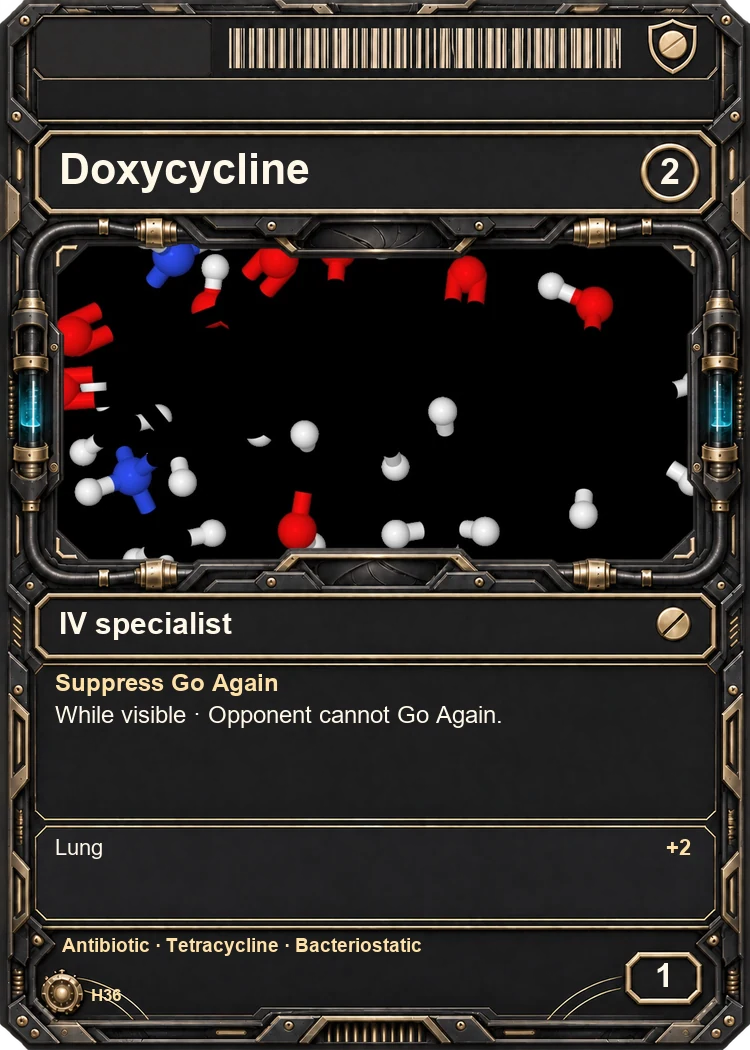 Doxycycline
2
IV specialist
Suppress Go Again
While visible · Opponent cannot Go Again.
Lung +2
Antibiotic · Tetracycline · Bacteriostatic
H36
1